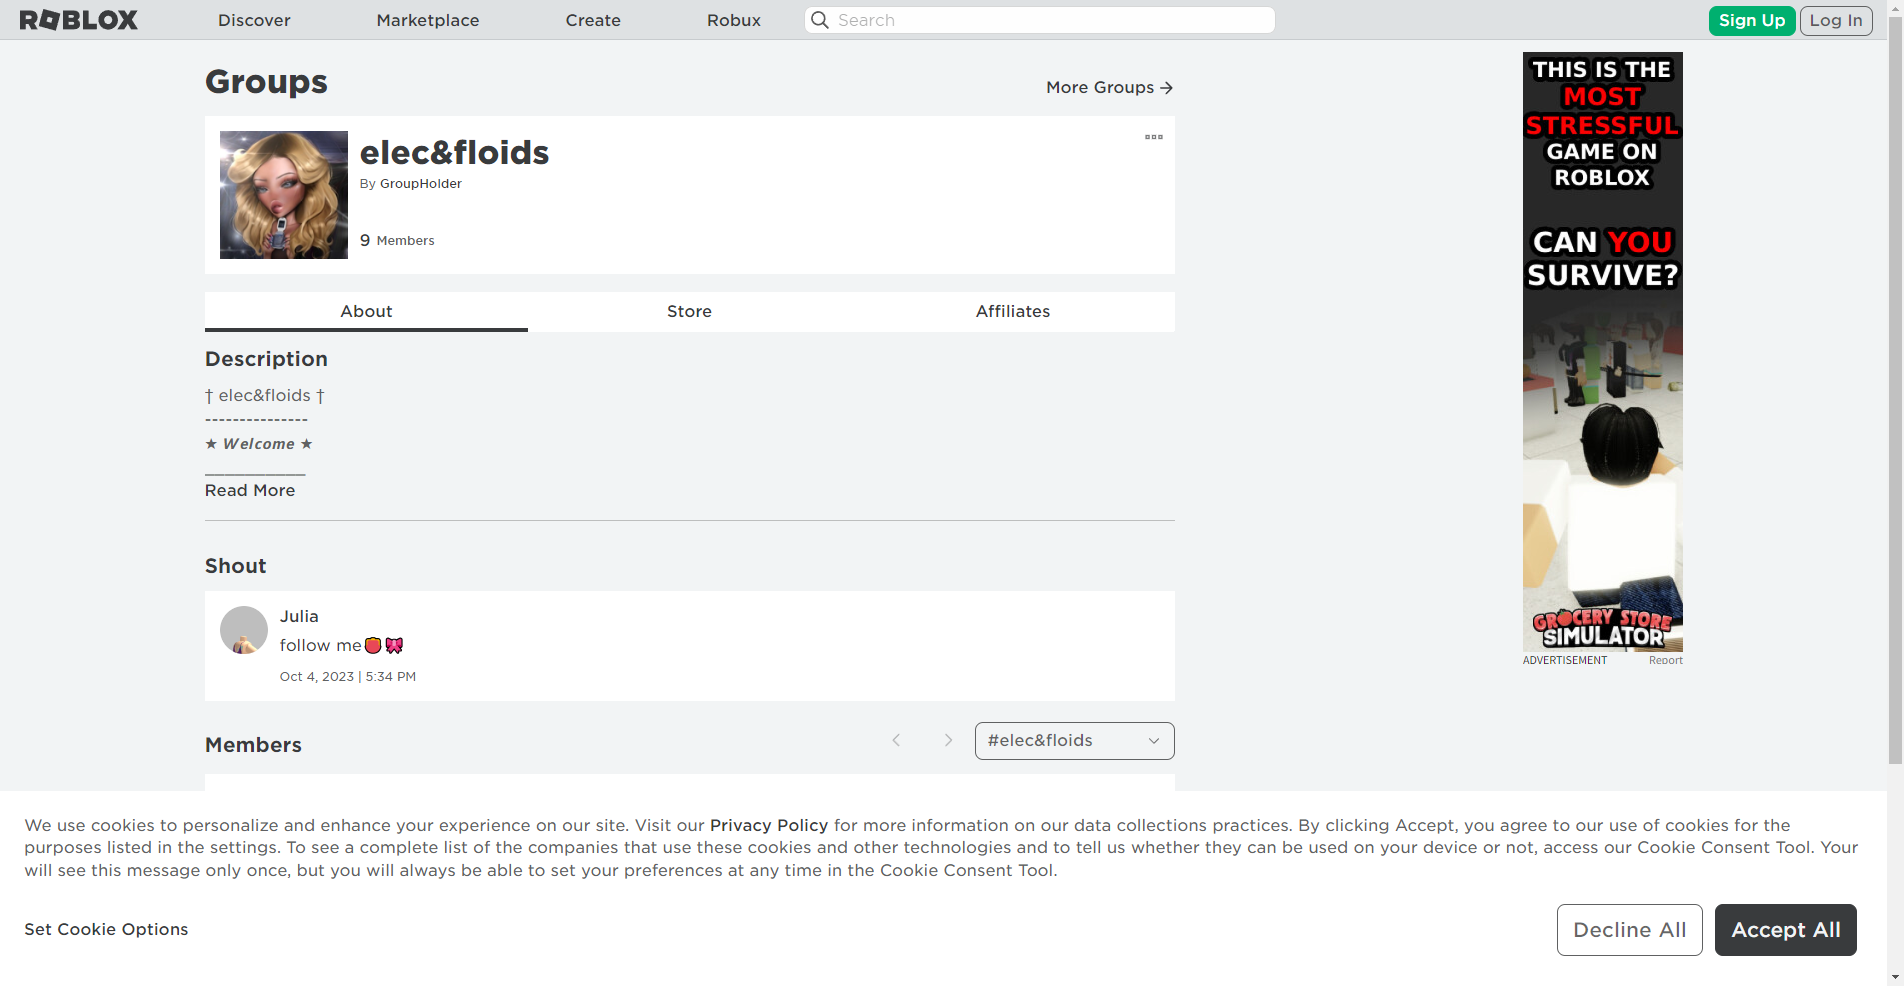 ROBLOX
Discover
Marketplace
Create
Robux
Search
Sign Up
Log In
Groups
More Groups →
elec&floids
By GroupHolder
9 Members
About
Store
Affiliates
Description
† elec&floids †
---------------
★ Welcome ★
___________
Read More
Shout
Julia
follow me
Oct 4, 2023 | 5:34 PM
Members
#elec&floids
THIS IS THE
MOST
STRESSFUL
GAME ON
ROBLOX
CAN YOU
SURVIVE?
GROCERY STORE
SIMULATOR
ADVERTISEMENT
Report
We use cookies to personalize and enhance your experience on our site. Visit our Privacy Policy for more information on our data collections practices. By clicking Accept, you agree to our use of cookies for the
purposes listed in the settings. To see a complete list of the companies that use these cookies and other technologies and to tell us whether they can be used on your device or not, access our Cookie Consent Tool. Your
will see this message only once, but you will always be able to set your preferences at any time in the Cookie Consent Tool.
Set Cookie Options
Decline All
Accept All